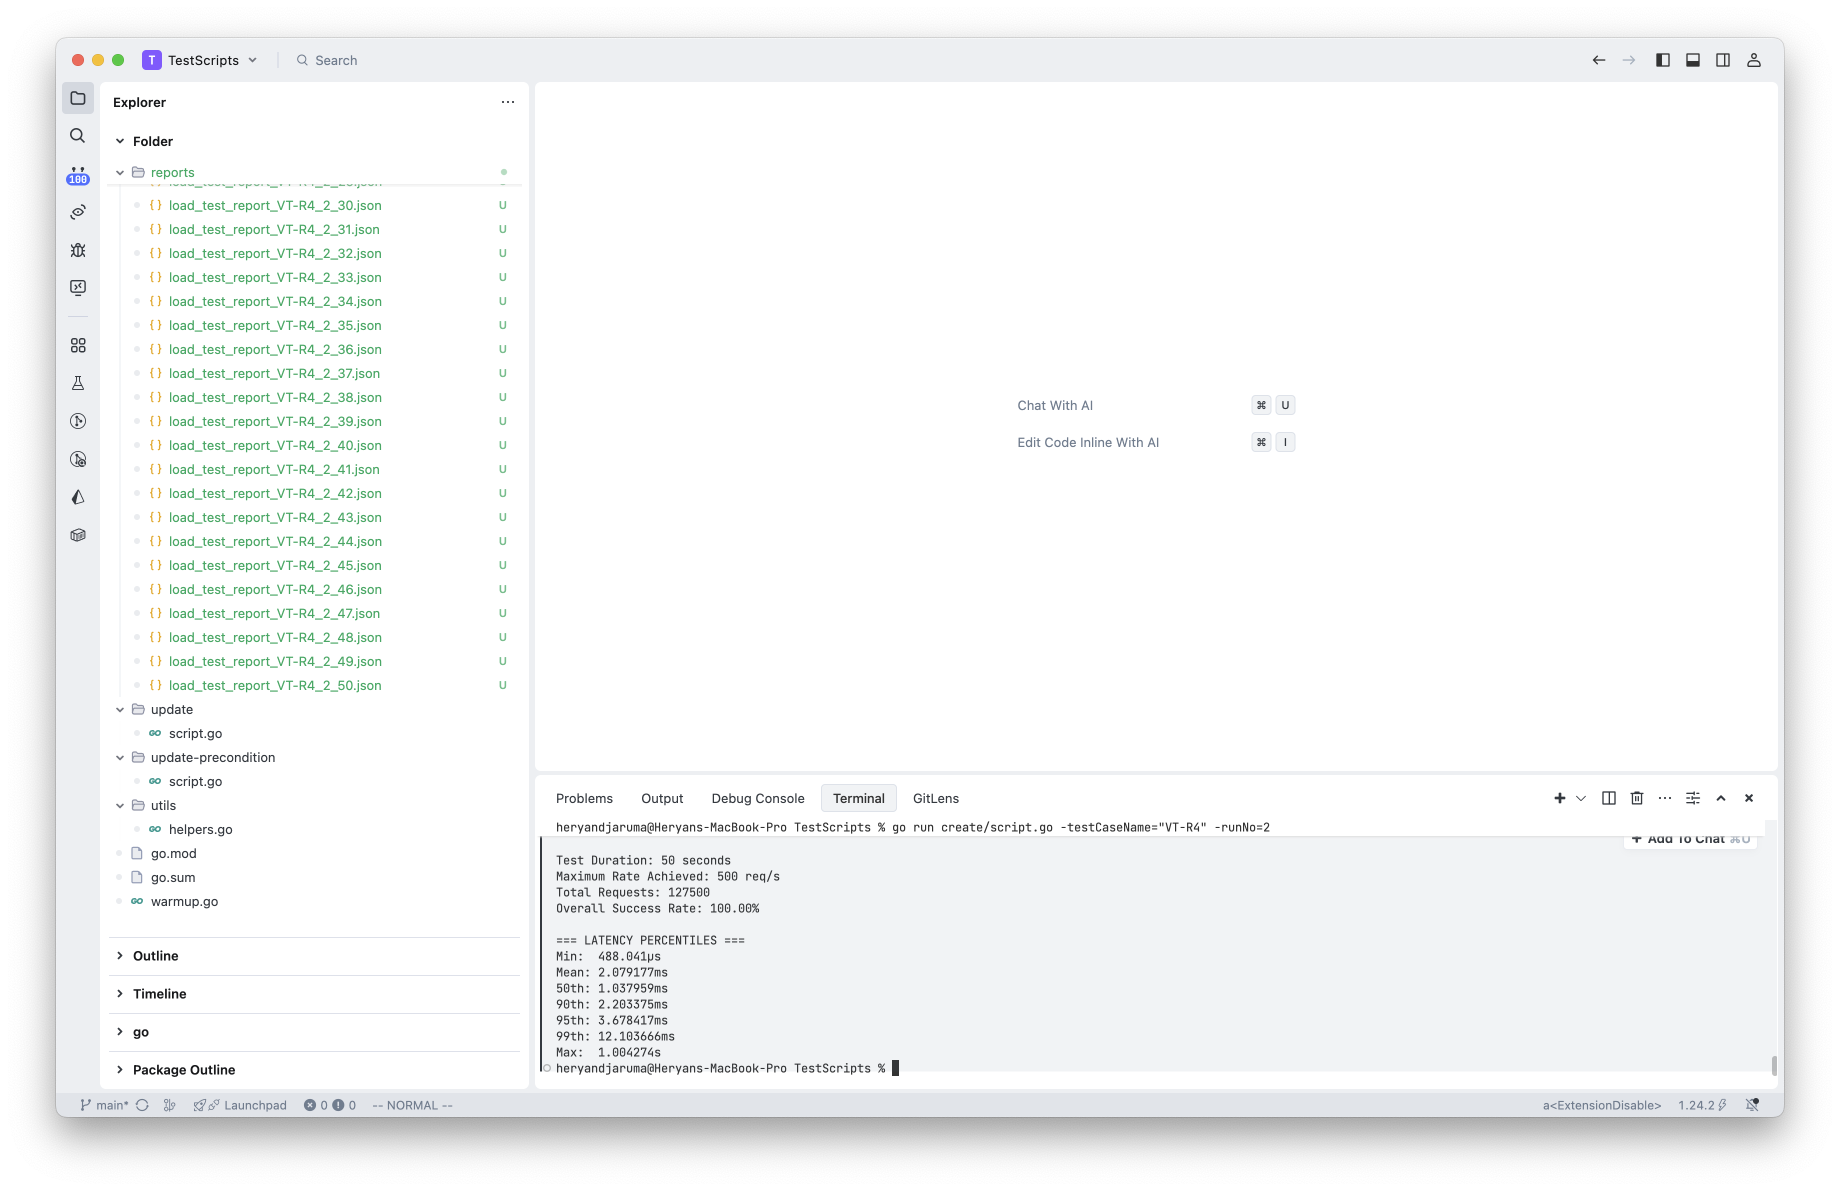 T TestScripts
Search
Explorer
Folder
reports
load_test_report_VT-R4_2_30.json U
load_test_report_VT-R4_2_31.json U
load_test_report_VT-R4_2_32.json U
load_test_report_VT-R4_2_33.json U
load_test_report_VT-R4_2_34.json U
load_test_report_VT-R4_2_35.json U
load_test_report_VT-R4_2_36.json U
load_test_report_VT-R4_2_37.json U
load_test_report_VT-R4_2_38.json U
load_test_report_VT-R4_2_39.json U
load_test_report_VT-R4_2_40.json U
load_test_report_VT-R4_2_41.json U
load_test_report_VT-R4_2_42.json U
load_test_report_VT-R4_2_43.json U
load_test_report_VT-R4_2_44.json U
load_test_report_VT-R4_2_45.json U
load_test_report_VT-R4_2_46.json U
load_test_report_VT-R4_2_47.json U
load_test_report_VT-R4_2_48.json U
load_test_report_VT-R4_2_49.json U
load_test_report_VT-R4_2_50.json U
update
script.go
update-precondition
script.go
utils
helpers.go
go.mod
go.sum
warmup.go
Outline
Timeline
go
Package Outline
100
Chat With AI ⌘ U
Edit Code Inline With AI ⌘ I
Problems Output Debug Console Terminal GitLens
heryandjaruma@Heryans-MacBook-Pro TestScripts % go run create/script.go -testCaseName="VT-R4" -runNo=2
+ Add To Chat ⌘U
Test Duration: 50 seconds
Maximum Rate Achieved: 500 req/s
Total Requests: 127500
Overall Success Rate: 100.00%
=== LATENCY PERCENTILES ===
Min: 488.041µs
Mean: 2.079177ms
50th: 1.037959ms
90th: 2.203375ms
95th: 3.678417ms
99th: 12.103666ms
Max: 1.004274s
heryandjaruma@Heryans-MacBook-Pro TestScripts %
main* Launchpad 0 0 -- NORMAL -- a<ExtensionDisable> 1.24.2